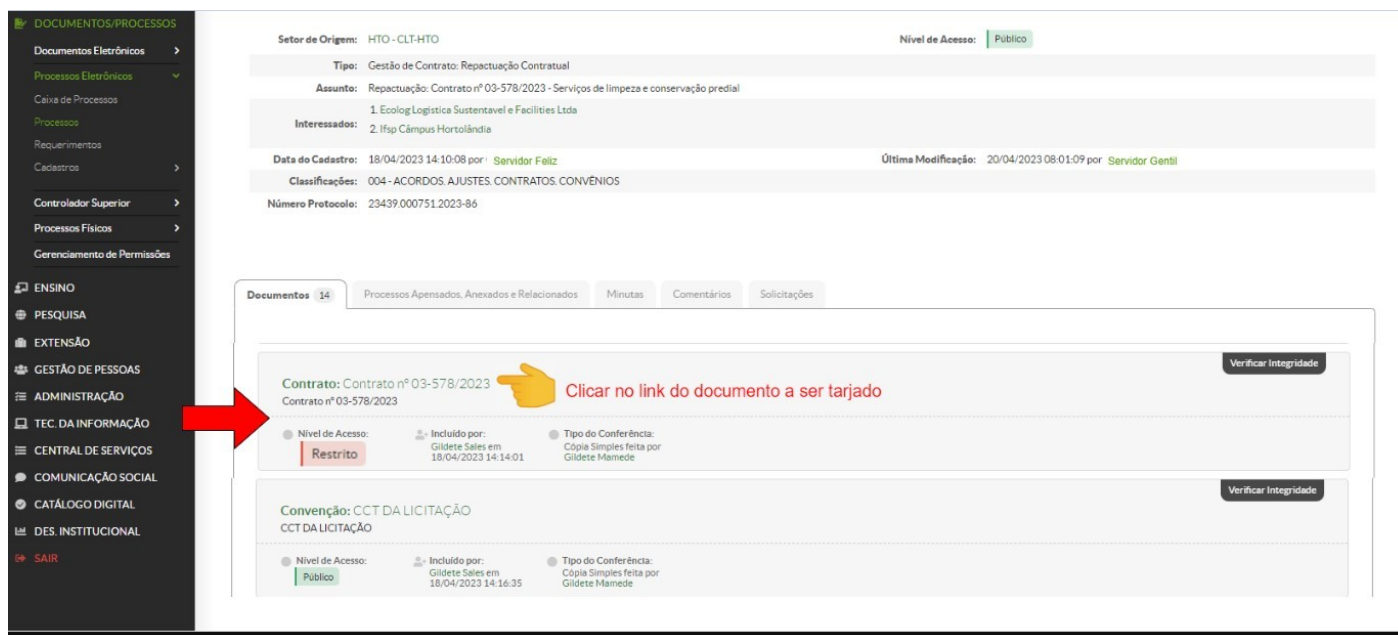 DOCUMENTOS/PROCESSOS
Documentos Eletrônicos
Processos Eletrônicos
Caixa de Processos
Processos
Requerimentos
Cadastros
Controlador Superior
Processos Físicos
Gerenciamento de Permissões
ENSINO
PESQUISA
EXTENSÃO
GESTÃO DE PESSOAS
ADMINISTRAÇÃO
TEC. DA INFORMAÇÃO
CENTRAL DE SERVIÇOS
COMUNICAÇÃO SOCIAL
CATÁLOGO DIGITAL
DES. INSTITUCIONAL
SAIR
Setor de Origem: HTO - CLT-HTO Nível de Acesso: Público
Tipo: Gestão de Contrato: Repactuação Contratual
Assunto: Repactuação: Contrato nº 03-578/2023 - Serviços de limpeza e conservação predial
Interessados: 1. Ecolog Logística Sustentavel e Facilities Ltda
2. Ifsp Câmpus Hortolândia
Data do Cadastro: 18/04/2023 14:10:08 por Servidor Feliz Última Modificação: 20/04/2023 08:01:09 por Servidor Gentil
Classificações: 004 - ACORDOS. AJUSTES. CONTRATOS. CONVÊNIOS
Número Protocolo: 23439.000751.2023-86
Documentos 14 Processos Apensados, Anexados e Relacionados Minutas Comentários Solicitações
Verificar Integridade
Contrato: Contrato nº 03-578/2023 Clicar no link do documento a ser tarjado
Contrato nº 03-578/2023
Nível de Acesso: Incluído por: Tipo do Conferência:
Restrito Gildete Sales em Cópia Simples feita por
18/04/2023 14:14:01 Gildete Mamede
Verificar Integridade
Convenção: CCT DA LICITAÇÃO
CCT DA LICITAÇÃO
Nível de Acesso: Incluído por: Tipo do Conferência:
Público Gildete Sales em Cópia Simples feita por
18/04/2023 14:16:35 Gildete Mamede